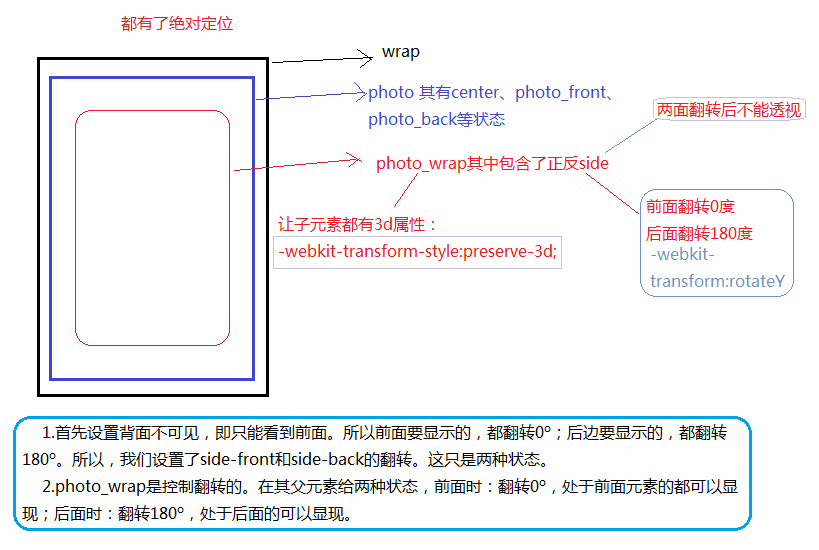 都有了绝对定位
wrap
photo 其有center、photo_front、
photo_back等状态
两面翻转后不能透视
photo_wrap其中包含了正反side
前面翻转0度
后面翻转180度
-webkit-
transform:rotateY
让子元素都有3d属性：
-webkit-transform-style:preserve-3d;
1.首先设置背面不可见，即只能看到前面。所以前面要显示的，都翻转0°；后边要显示的，都翻转
180°。所以，我们设置了side-front和side-back的翻转。这只是两种状态。
2.photo_wrap是控制翻转的。在其父元素给两种状态，前面时：翻转0°，处于前面元素的都可以显
现；后面时：翻转180°，处于后面的可以显现。